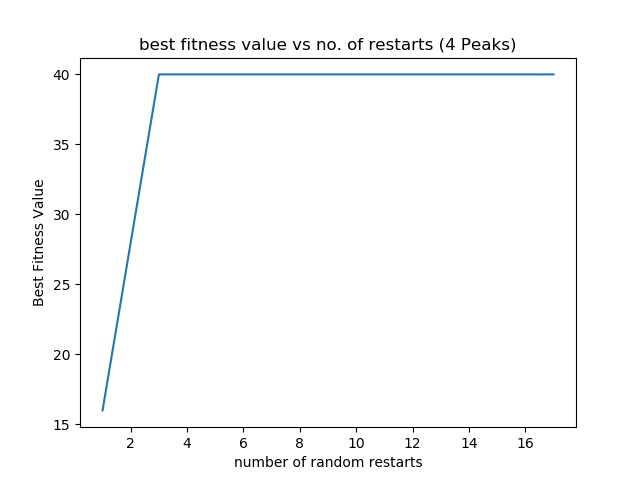 best fitness value vs no. of restarts (4 Peaks)
40
35
30
25
20
15
Best Fitness Value
2 4 6 8 10 12 14 16
number of random restarts